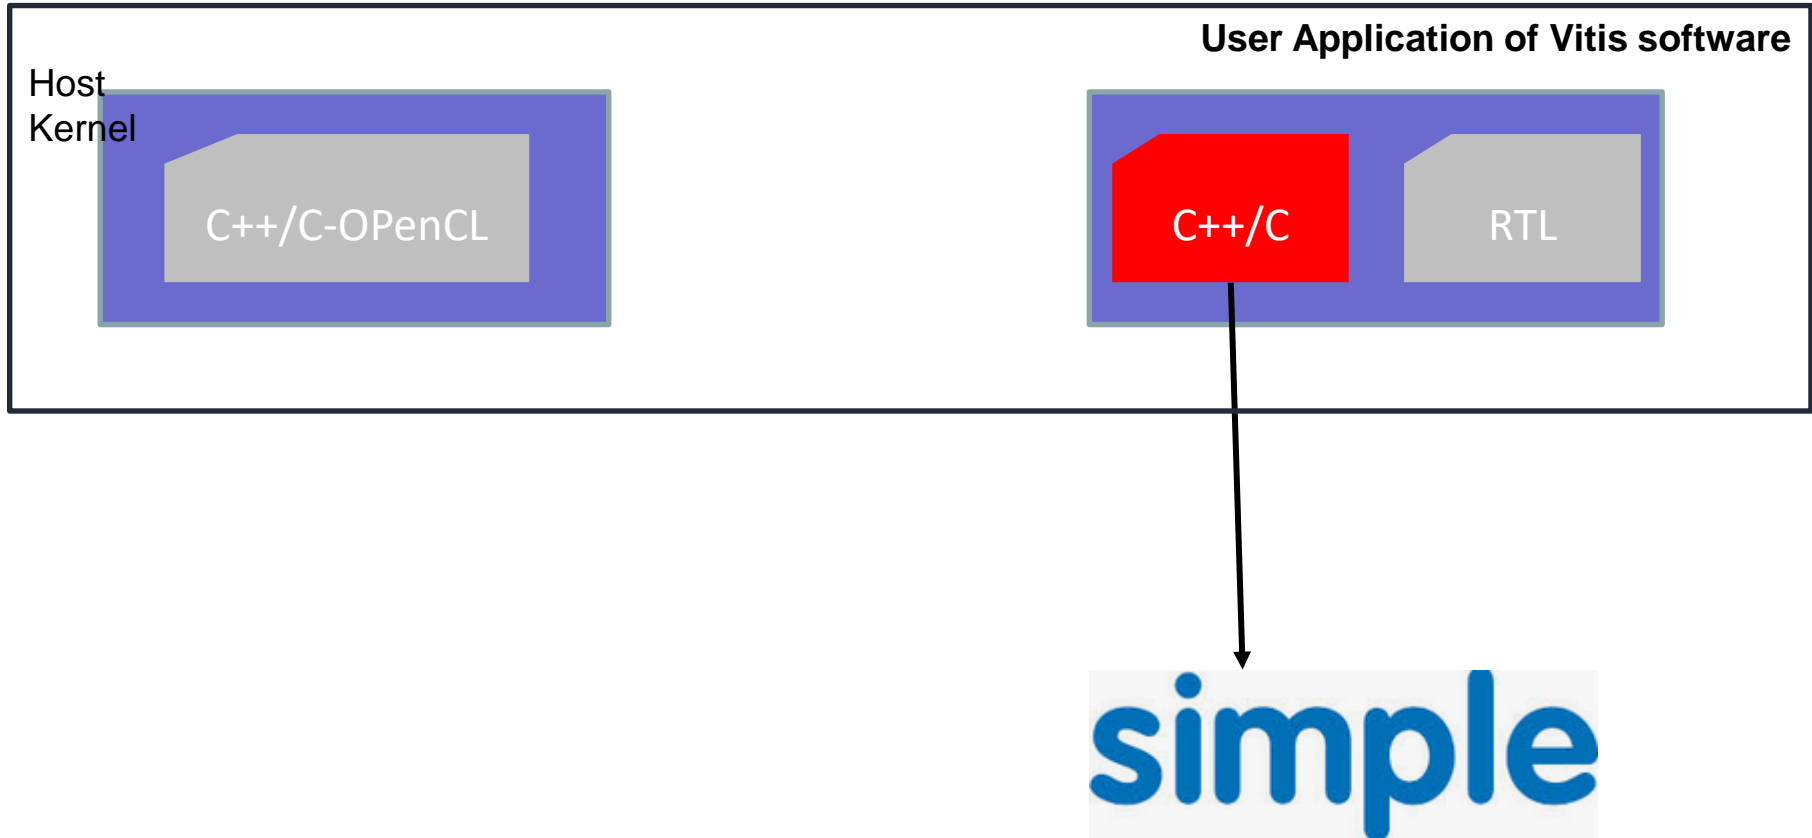 User Application of Vitis software
Host
Kernel
C++/C-OPenCL
C++/C
RTL
simple